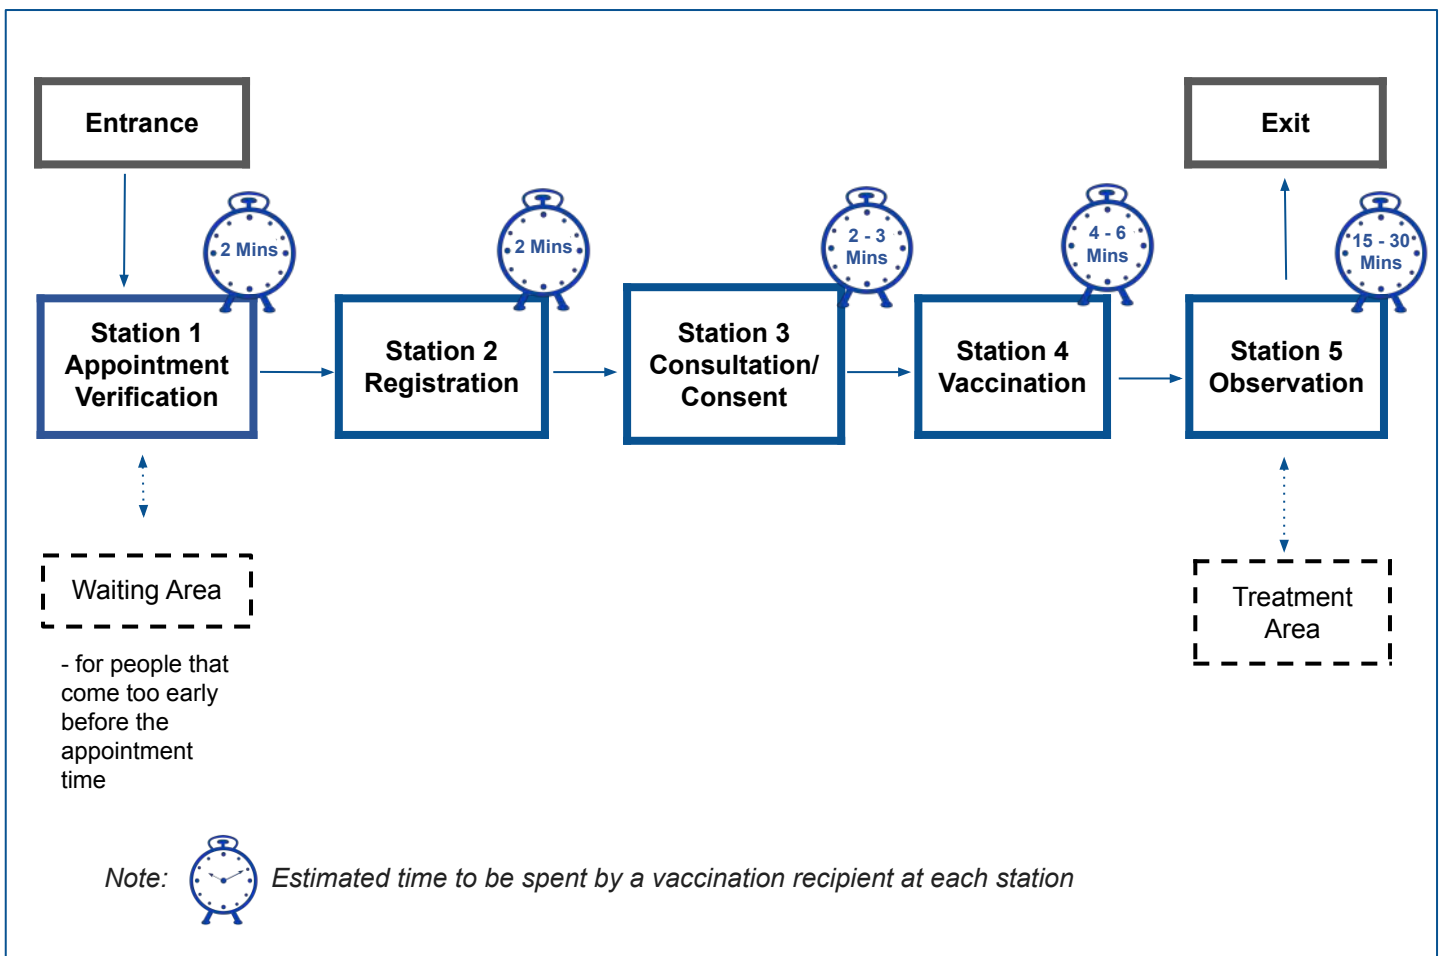 Entrance
Exit
2 Mins
2 Mins
2 - 3
Mins
4 - 6
Mins
15 - 30
Mins
Station 1
Appointment
Verification
Station 2
Registration
Station 3
Consultation/
Consent
Station 4
Vaccination
Station 5
Observation
Waiting Area
- for people that
come too early
before the
appointment
time
Treatment
Area
Note:
Estimated time to be spent by a vaccination recipient at each station